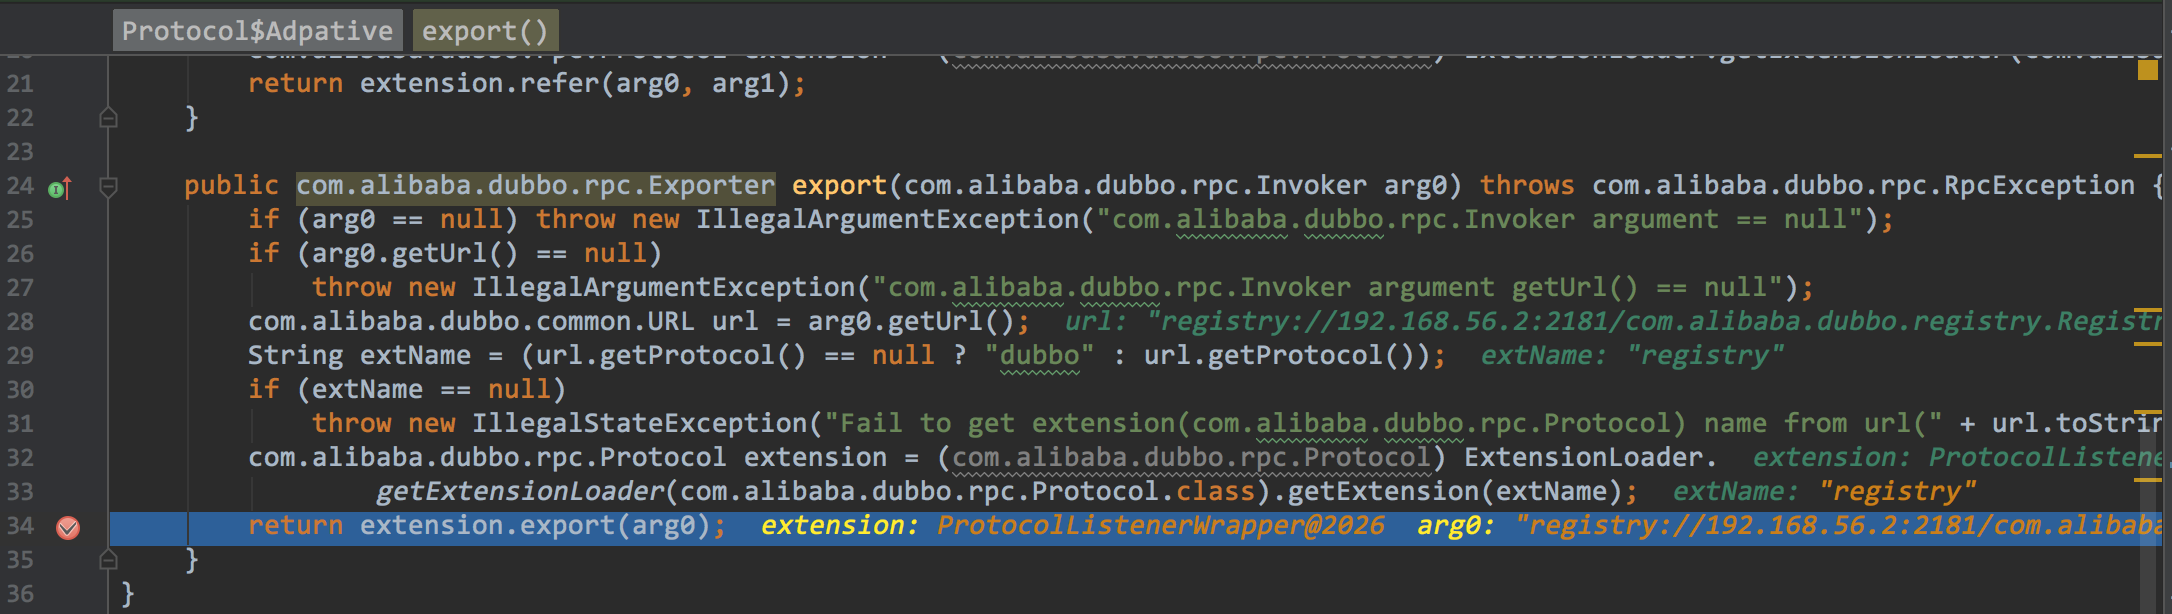 Protocol$Adpative export()
21 return extension.refer(arg0, arg1);
22 }
23
24 public com.alibaba.dubbo.rpc.Exporter export(com.alibaba.dubbo.rpc.Invoker arg0) throws com.alibaba.dubbo.rpc.RpcException {
25 if (arg0 == null) throw new IllegalArgumentException("com.alibaba.dubbo.rpc.Invoker argument == null");
26 if (arg0.getUrl() == null)
27 throw new IllegalArgumentException("com.alibaba.dubbo.rpc.Invoker argument getUrl() == null");
28 com.alibaba.dubbo.common.URL url = arg0.getUrl(); url: "registry://192.168.56.2:2181/com.alibaba.dubbo.registry.Registr
29 String extName = (url.getProtocol() == null ? "dubbo" : url.getProtocol()); extName: "registry"
30 if (extName == null)
31 throw new IllegalStateException("Fail to get extension(com.alibaba.dubbo.rpc.Protocol) name from url(" + url.toStrin
32 com.alibaba.dubbo.rpc.Protocol extension = (com.alibaba.dubbo.rpc.Protocol) ExtensionLoader. extension: ProtocolListene
33 getExtensionLoader(com.alibaba.dubbo.rpc.Protocol.class).getExtension(extName); extName: "registry"
34 return extension.export(arg0); extension: ProtocolListenerWrapper@2026 arg0: "registry://192.168.56.2:2181/com.alibaba
35 }
36 }